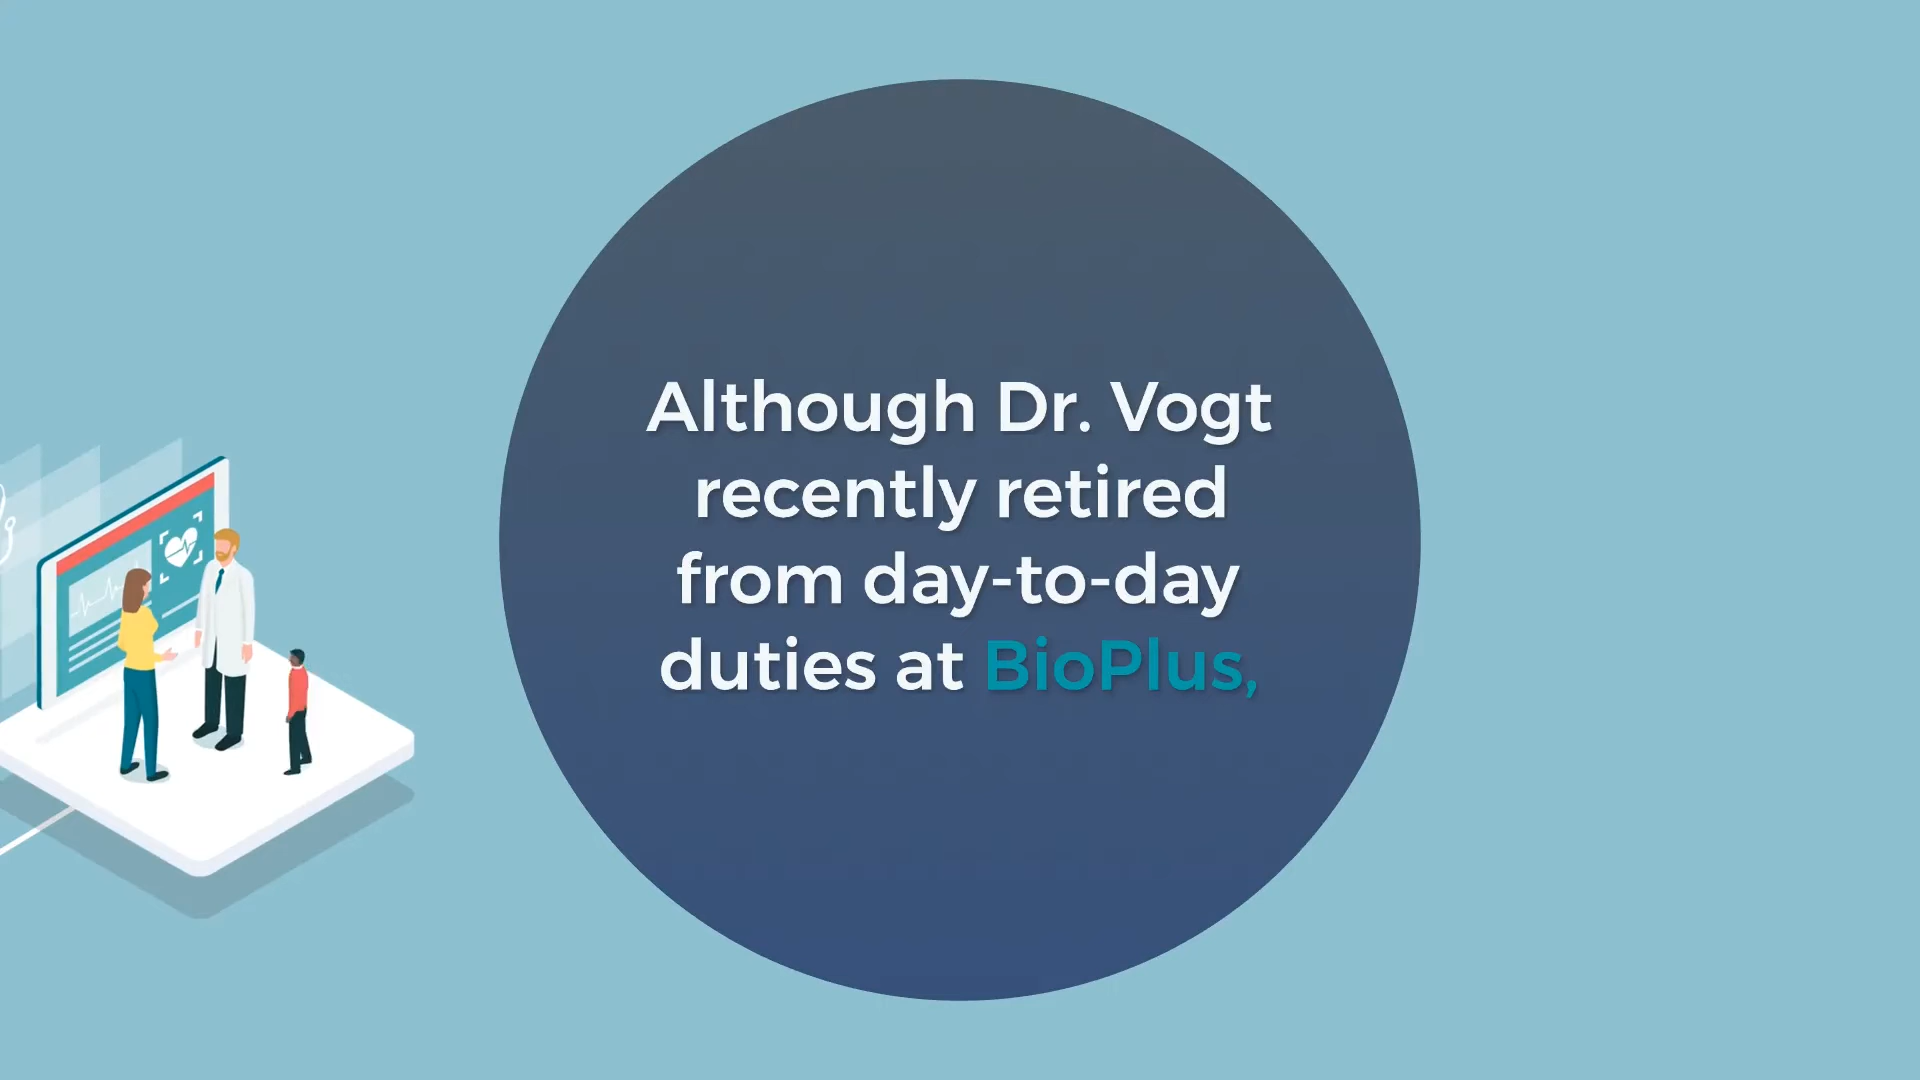 Although Dr. Vogt
recently retired
from day-to-day
duties at BioPlus,